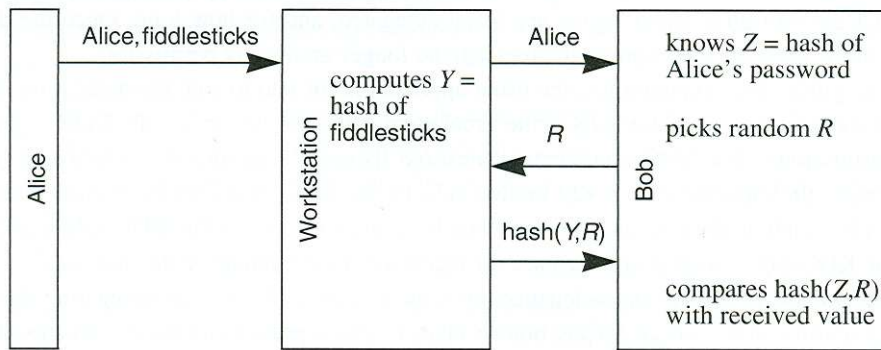 Alice
Alice, fiddlesticks
Workstation
computes Y =
hash of
fiddlesticks
Alice
R
hash(Y,R)
Bob
knows Z = hash of
Alice's password
picks random R
compares hash(Z,R)
with received value